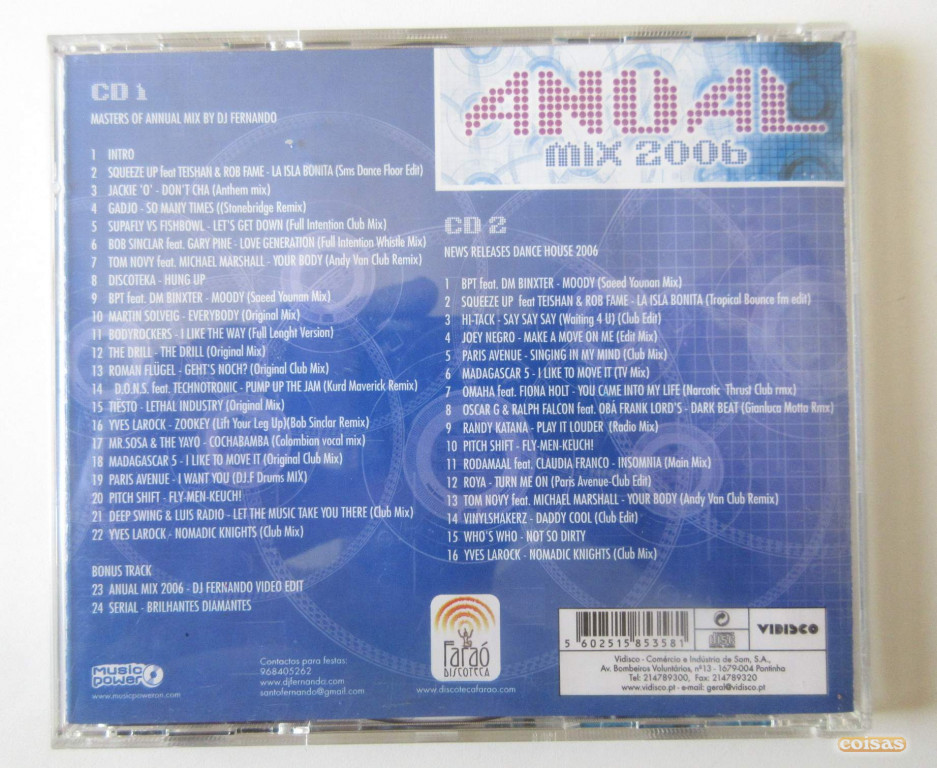 CD 1
MASTERS OF ANNUAL MIX BY DJ FERNANDO
1 INTRO
2 SQUEEZE UP feat TEISHAN & ROB FAME - LA ISLA BONITA (Sms Dance Floor Edit)
3 JACKIE 'O' - DON'T CHA (Anthem mix)
4 GADJO - SO MANY TIMES ((Stonebridge Remix)
5 SUPAFLY VS FISHBOWL - LET'S GET DOWN (Full Intention Club Mix)
6 BOB SINCLAR feat. GARY PINE - LOVE GENERATION (Full Intention Whistle Mix)
7 TOM NOVY feat. MICHAEL MARSHALL - YOUR BODY (Andy Van Club Remix)
8 DISCOTEKA - HUNG UP
9 BPT feat. DM BINXTER - MOODY (Saeed Younan Mix)
10 MARTIN SOLVEIG - EVERYBODY (Original Mix)
11 BODYROCKERS - I LIKE THE WAY (Full Lenght Version)
12 THE DRILL - THE DRILL (Original Mix)
13 ROMAN FLÜGEL - GEHT'S NOCH? (Original Club Mix)
14 D.O.N.S. feat. TECHNOTRONIC - PUMP UP THE JAM (Kurd Maverick Remix)
15 TIËSTO - LETHAL INDUSTRY (Original Mix)
16 YVES LAROCK - ZOOKEY (Lift Your Leg Up)(Bob Sinclar Remix)
17 MR.SOSA & THE YAYO - COCHABAMBA (Colombian vocal mix)
18 MADAGASCAR 5 - I LIKE TO MOVE IT (Original Club Mix)
19 PARIS AVENUE - I WANT YOU (D.J.F Drums MIX)
20 PITCH SHIFT - FLY-MEN-KEUCH!
21 DEEP SWING & LUIS RADIO - LET THE MUSIC TAKE YOU THERE (Club Mix)
22 YVES LAROCK - NOMADIC KNIGHTS (Club Mix)
BONUS TRACK
23 ANUAL MIX 2006 - DJ FERNANDO VIDEO EDIT
24 SERIAL - BRILHANTES DIAMANTES
ANUAL
MIX 2006
CD 2
NEWS RELEASES DANCE HOUSE 2006
1 BPT feat. DM BINXTER - MOODY (Saeed Younan Mix)
2 SQUEEZE UP feat TEISHAN & ROB FAME - LA ISLA BONITA (Tropical Bounce fm edit)
3 HI-TACK - SAY SAY SAY (Waiting 4 U) (Club Edit)
4 JOEY NEGRO - MAKE A MOVE ON ME (Edit Mix)
5 PARIS AVENUE - SINGING IN MY MIND (Club Mix)
6 MADAGASCAR 5 - I LIKE TO MOVE IT (TV Mix)
7 OMAHA feat. FIONA HOLT - YOU CAME INTO MY LIFE (Narcotic Thrust Club rmx)
8 OSCAR G & RALPH FALCON feat. OBÁ FRANK LORD'S - DARK BEAT (Gianluca Motta Rmx)
9 RANDY KATANA - PLAY IT LOUDER (Radio Mix)
10 PITCH SHIFT - FLY-MEN-KEUCH!
11 RODAMAAL feat. CLAUDIA FRANCO - INSOMNIA (Main Mix)
12 ROYA - TURN ME ON (Paris Avenue-Club Edit)
13 TOM NOVY feat. MICHAEL MARSHALL - YOUR BODY (Andy Van Club Remix)
14 VINYLSHAKERZ - DADDY COOL (Club Edit)
15 WHO'S WHO - NOT SO DIRTY
16 YVES LAROCK - NOMADIC KNIGHTS (Club Mix)
music power
www.musicpoweron.com
Contactos para festas:
968405262
www.djfernando.com
santofernando@gmail.com
Faraó
DISCOTECA
www.discotecafarao.com
5 602515 853581
VIDISCO
Vidisco - Comércio e Indústria de Som, S.A.,
Av. Bombeiros Voluntários, nº13 - 1679-004 Pontinha
Tel: 214789300, Fax: 214789320
www.vidisco.pt - e-mail: geral@vidisco.pt
coisas